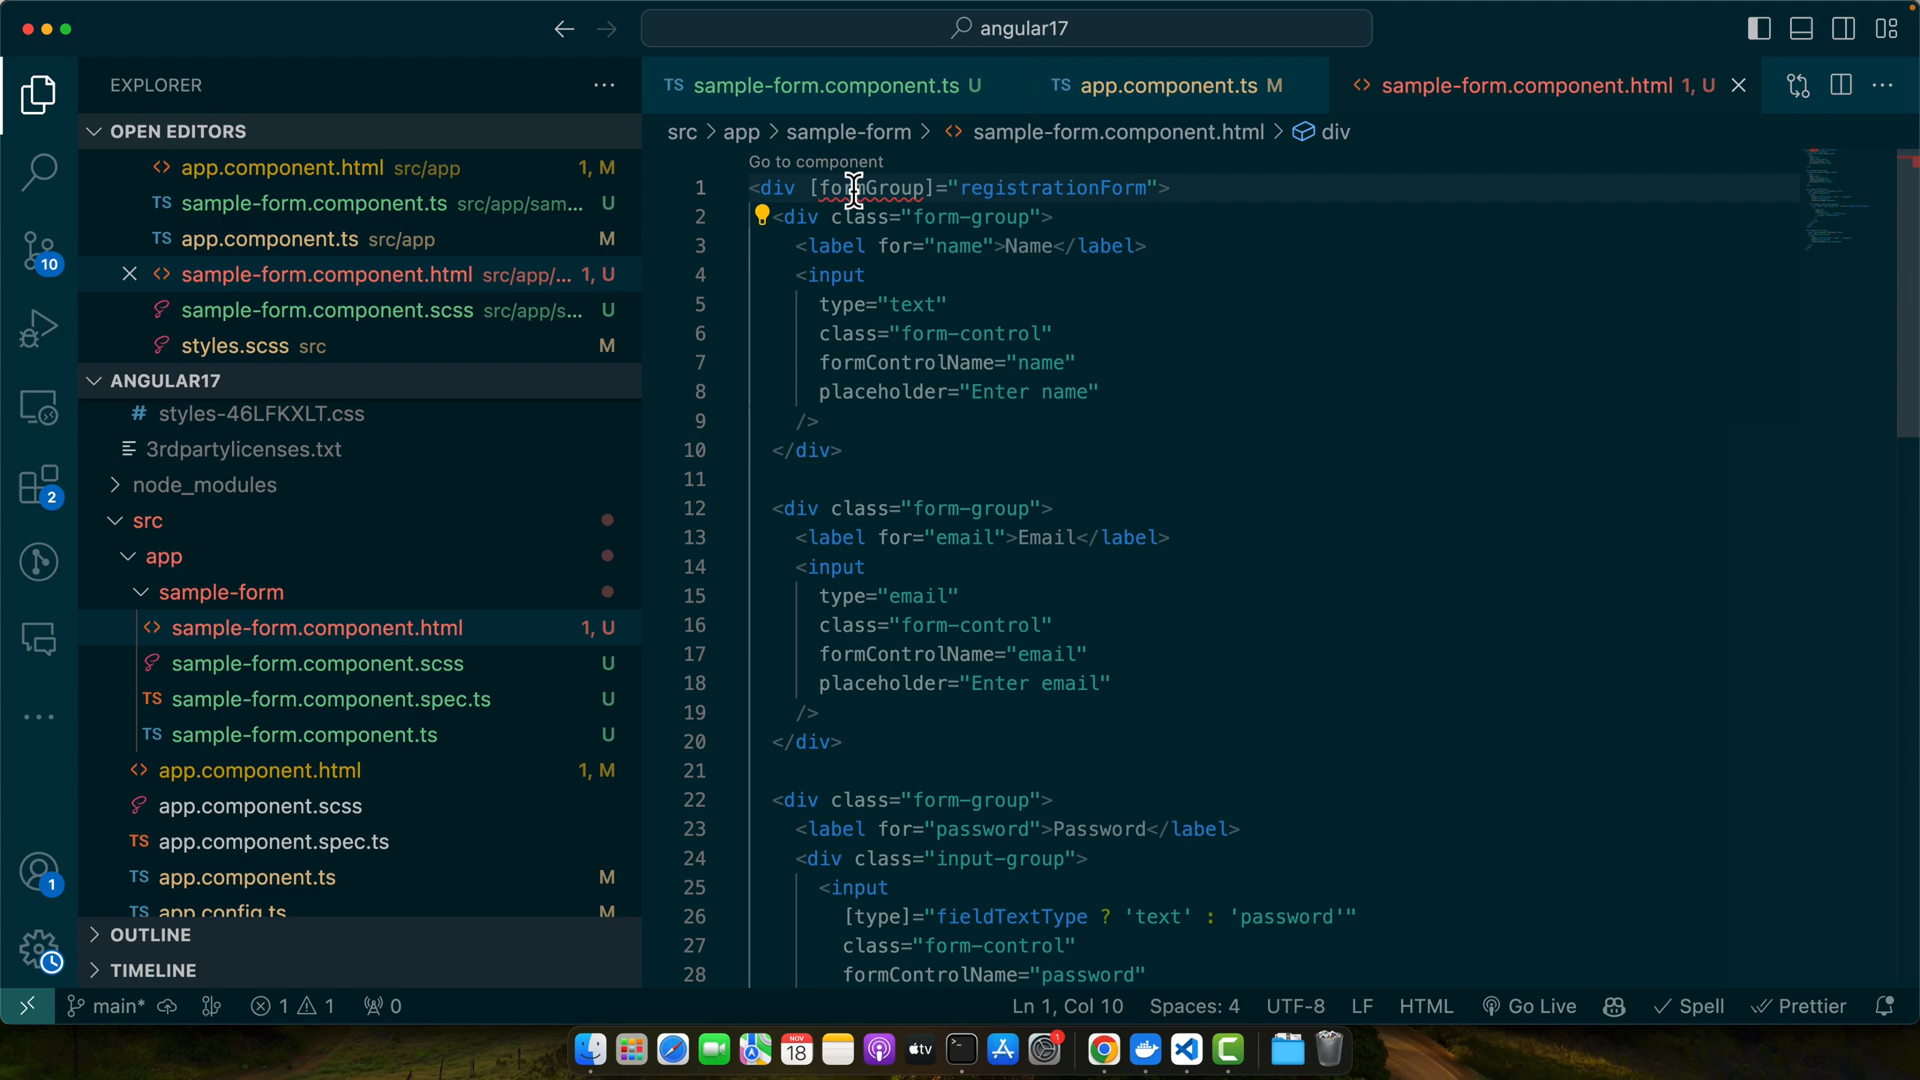 angular17
EXPLORER
OPEN EDITORS
app.component.html src/app 1, M
sample-form.component.ts src/app/sam... U
app.component.ts src/app M
sample-form.component.html src/app/... 1, U
sample-form.component.scss src/app/s... U
styles.scss src M
ANGULAR17
styles-46LFKXLT.css
3rdpartylicenses.txt
node_modules
src
app
sample-form
sample-form.component.html 1, U
sample-form.component.scss U
TS sample-form.component.spec.ts U
TS sample-form.component.ts U
app.component.html 1, M
app.component.scss
TS app.component.spec.ts
TS app.component.ts M
TS app.config.ts M
OUTLINE
TIMELINE
10
2
1
TS sample-form.component.ts U
TS app.component.ts M
sample-form.component.html 1, U
src > app > sample-form > sample-form.component.html > div
Go to component
1 <div [formGroup]="registrationForm">
2 <div class="form-group">
3 <label for="name">Name</label>
4 <input
5 type="text"
6 class="form-control"
7 formControlName="name"
8 placeholder="Enter name"
9 />
10 </div>
11
12 <div class="form-group">
13 <label for="email">Email</label>
14 <input
15 type="email"
16 class="form-control"
17 formControlName="email"
18 placeholder="Enter email"
19 />
20 </div>
21
22 <div class="form-group">
23 <label for="password">Password</label>
24 <div class="input-group">
25 <input
26 [type]="fieldTextType ? 'text' : 'password'"
27 class="form-control"
28 formControlName="password"
main* 1 1 0 Ln 1, Col 10 Spaces: 4 UTF-8 LF HTML Go Live Spell Prettier
NOV
18
tv
1